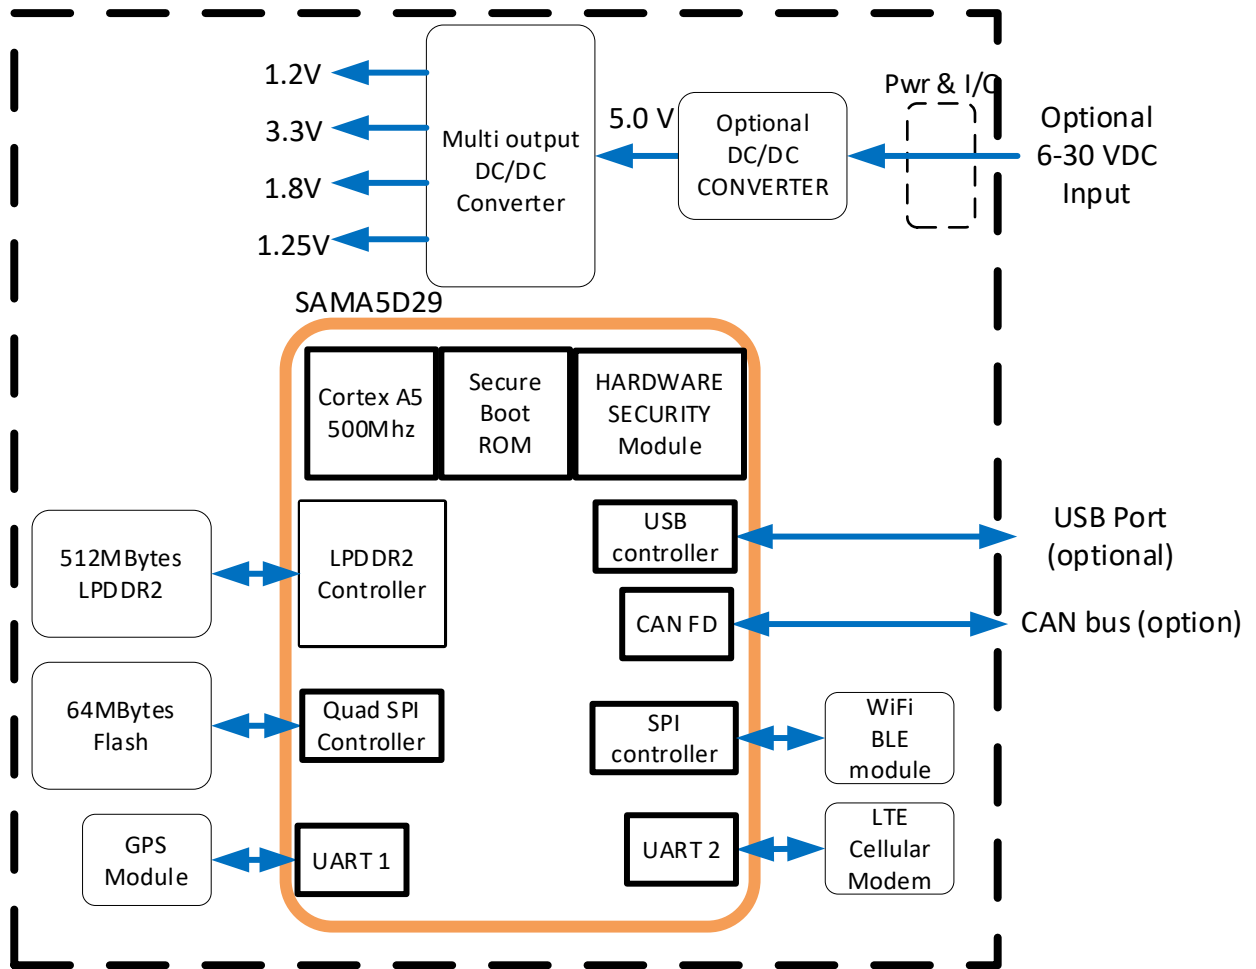 Pwr & I/O
1.2V
3.3V
1.8V
1.25V
Multi output
DC/DC
Converter
5.0 V
Optional
DC/DC
CONVERTER
Optional
6-30 VDC
Input
SAMA5D29
Cortex A5
500Mhz
Secure
Boot
ROM
HARDWARE
SECURITY
Module
512MBytes
LPDDR2
LPDDR2
Controller
USB
controller
USB Port
(optional)
CAN FD
CAN bus (option)
64MBytes
Flash
Quad SPI
Controller
SPI
controller
WiFi
BLE
module
GPS
Module
UART 1
UART 2
LTE
Cellular
Modem